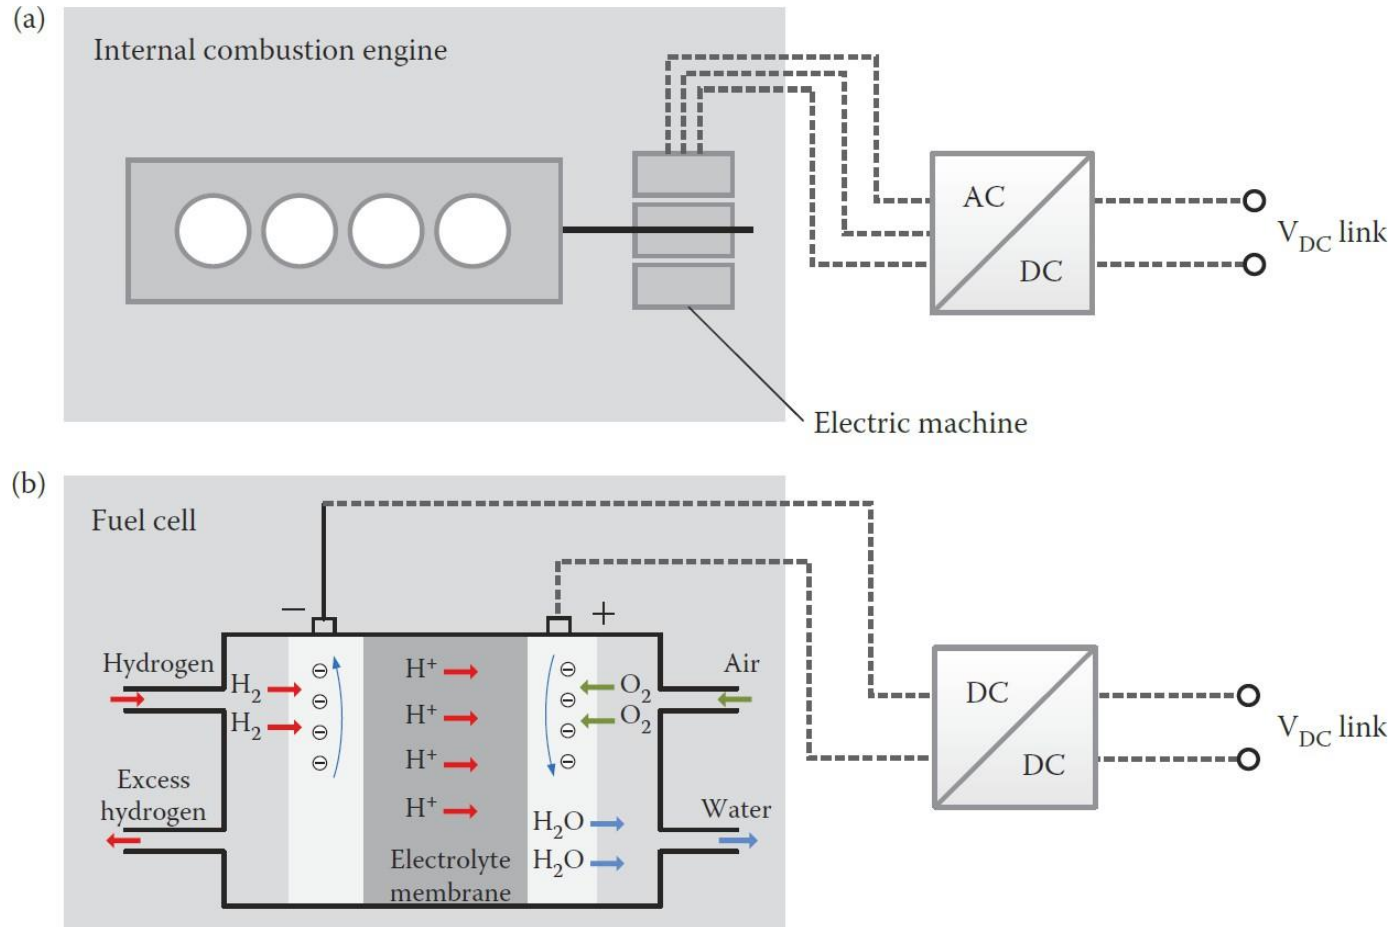 (a)
Internal combustion engine
AC
DC
V_DC link
Electric machine
(b)
Fuel cell
− +
Hydrogen
H₂
H₂
H⁺
H⁺
H⁺
H⁺
O₂
O₂
Air
Excess
hydrogen
H₂O
H₂O
Water
Electrolyte
membrane
DC
DC
V_DC link